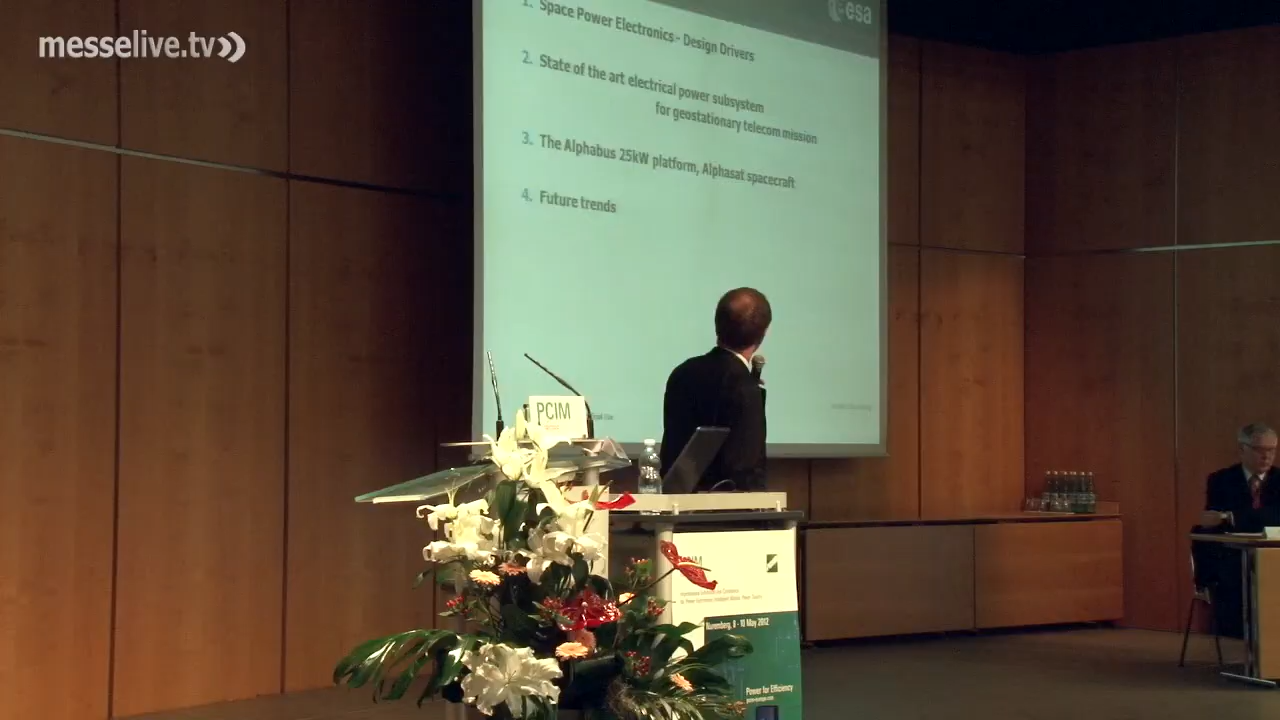 messelive.tv
esa
1. Space Power Electronics - Design Drivers
2. State of the art electrical power subsystem
for geostationary telecom mission
3. The Alphabus 25kW platform, Alphasat spacecraft
4. Future trends
PCIM
Nuremberg, 8 - 10 May 2012
Power for Efficiency